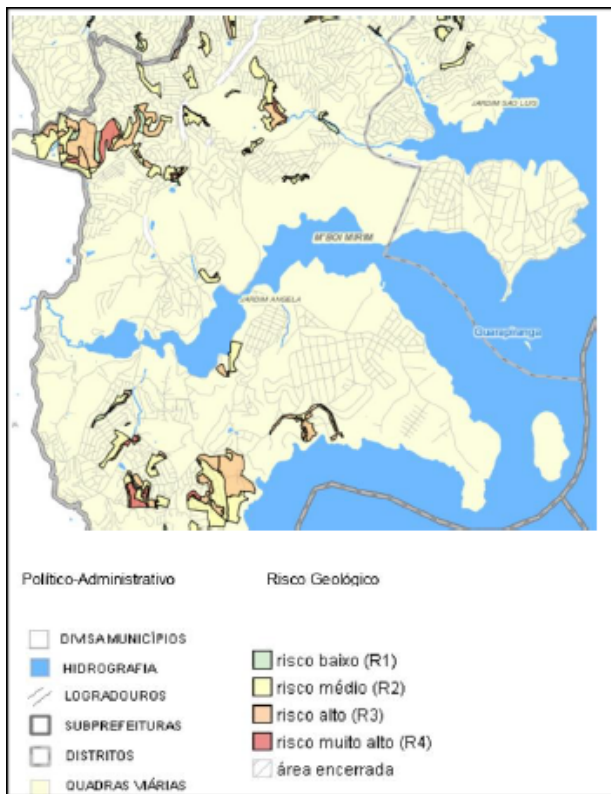 JARDIM SÃO LUIS
M'BOI MIRIM
JARDIM ANGELA
Guarapiranga
Político-Administrativo
Risco Geológico
DIVISA MUNICÍPIOS
HIDROGRAFIA
LOGRADOUROS
SUBPREFEITURAS
DISTRITOS
QUADRAS VIÁRIAS
risco baixo (R1)
risco médio (R2)
risco alto (R3)
risco muito alto (R4)
área encerrada